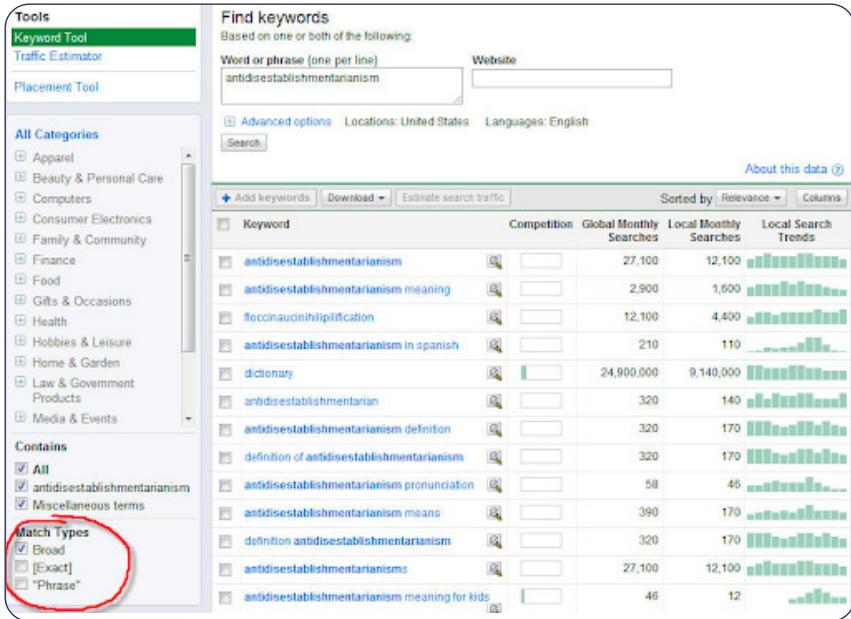 Tools
Keyword Tool
Traffic Estimator
Placement Tool
All Categories
Apparel
Beauty & Personal Care
Computers
Consumer Electronics
Family & Community
Finance
Food
Gifts & Occasions
Health
Hobbies & Leisure
Home & Garden
Law & Government
Products
Media & Events
Contains
All
antidisestablishmentarianism
Miscellaneous terms
Match Types
Broad
[Exact]
"Phrase"
Find keywords
Based on one or both of the following:
Word or phrase (one per line) Website
antidisestablishmentarianism
Advanced options Locations: United States Languages: English
Search
About this data ?
+ Add keywords Download Estimate search traffic Sorted by Relevance Columns
Keyword Competition Global Monthly Local Monthly Local Search
Searches Searches Trends
antidisestablishmentarianism 27,100 12,100
antidisestablishmentarianism meaning 2,900 1,600
floccinaucinihilipilification 12,100 4,400
antidisestablishmentarianism in spanish 210 110
dictionary 24,900,000 9,140,000
antidisestablishmentarian 320 140
antidisestablishmentarianism definition 320 170
definition of antidisestablishmentarianism 320 170
antidisestablishmentarianism pronunciation 58 46
antidisestablishmentarianism means 390 170
definition antidisestablishmentarianism 320 170
antidisestablishmentarianisms 27,100 12,100
antidisestablishmentarianism meaning for kids 46 12